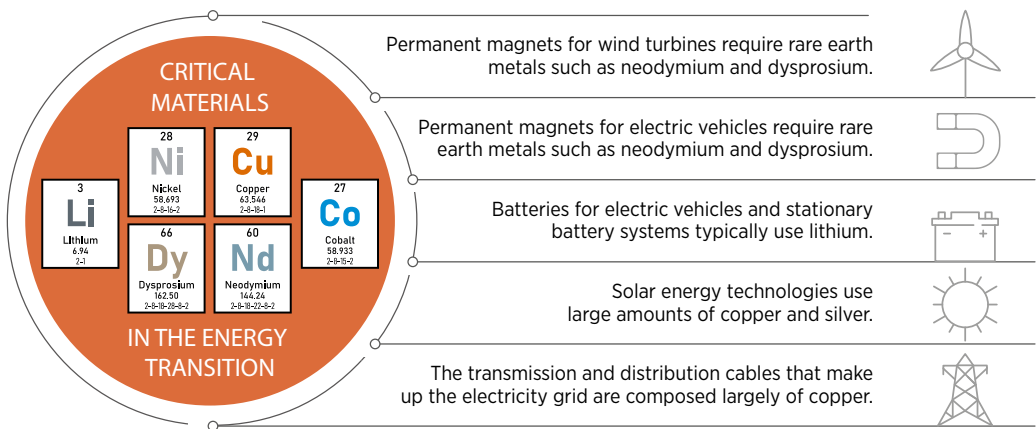 CRITICAL
MATERIALS
28
Ni
Nickel
58,693
2-8-16-2
29
Cu
Copper
63,546
2-8-18-1
3
Li
Lithium
6.94
2-1
27
Co
Cobalt
58.933
2-8-15-2
66
Dy
Dysprosium
162,50
2-8-18-28-8-2
60
Nd
Neodymium
144,24
2-8-18-22-8-2
IN THE ENERGY
TRANSITION
Permanent magnets for wind turbines require rare earth
metals such as neodymium and dysprosium.
Permanent magnets for electric vehicles require rare
earth metals such as neodymium and dysprosium.
Batteries for electric vehicles and stationary
battery systems typically use lithium.
Solar energy technologies use
large amounts of copper and silver.
The transmission and distribution cables that make
up the electricity grid are composed largely of copper.